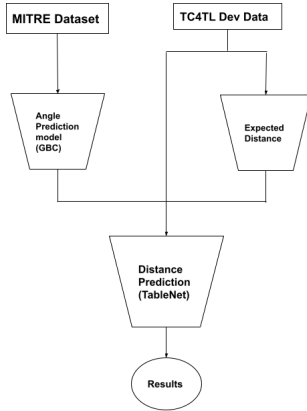 MITRE Dataset
TC4TL Dev Data
Angle
Prediction
model
(GBC)
Expected
Distance
Distance
Prediction
(TableNet)
Results